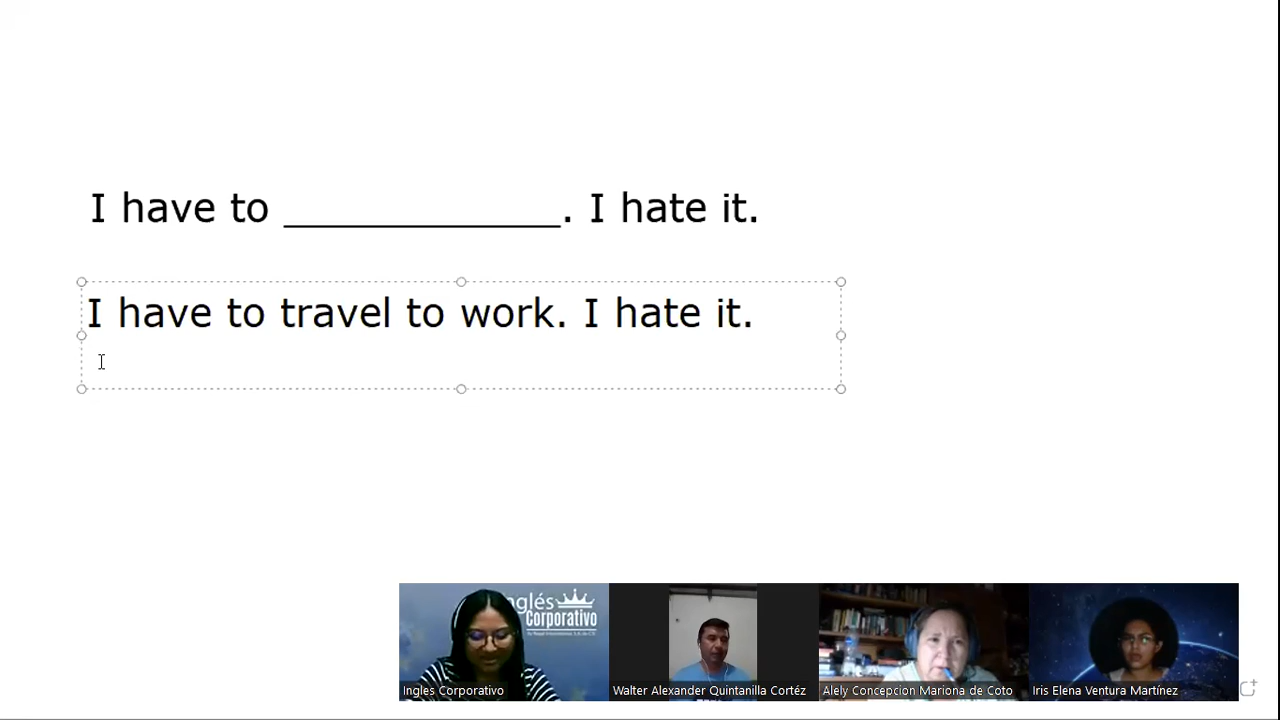 I have to _____________. I hate it.
I have to travel to work. I hate it.
Inglés
Corporativo
Ingles Corporativo
Walter Alexander Quintanilla Cortéz
Alely Concepcion Mariona de Coto
Iris Elena Ventura Martínez